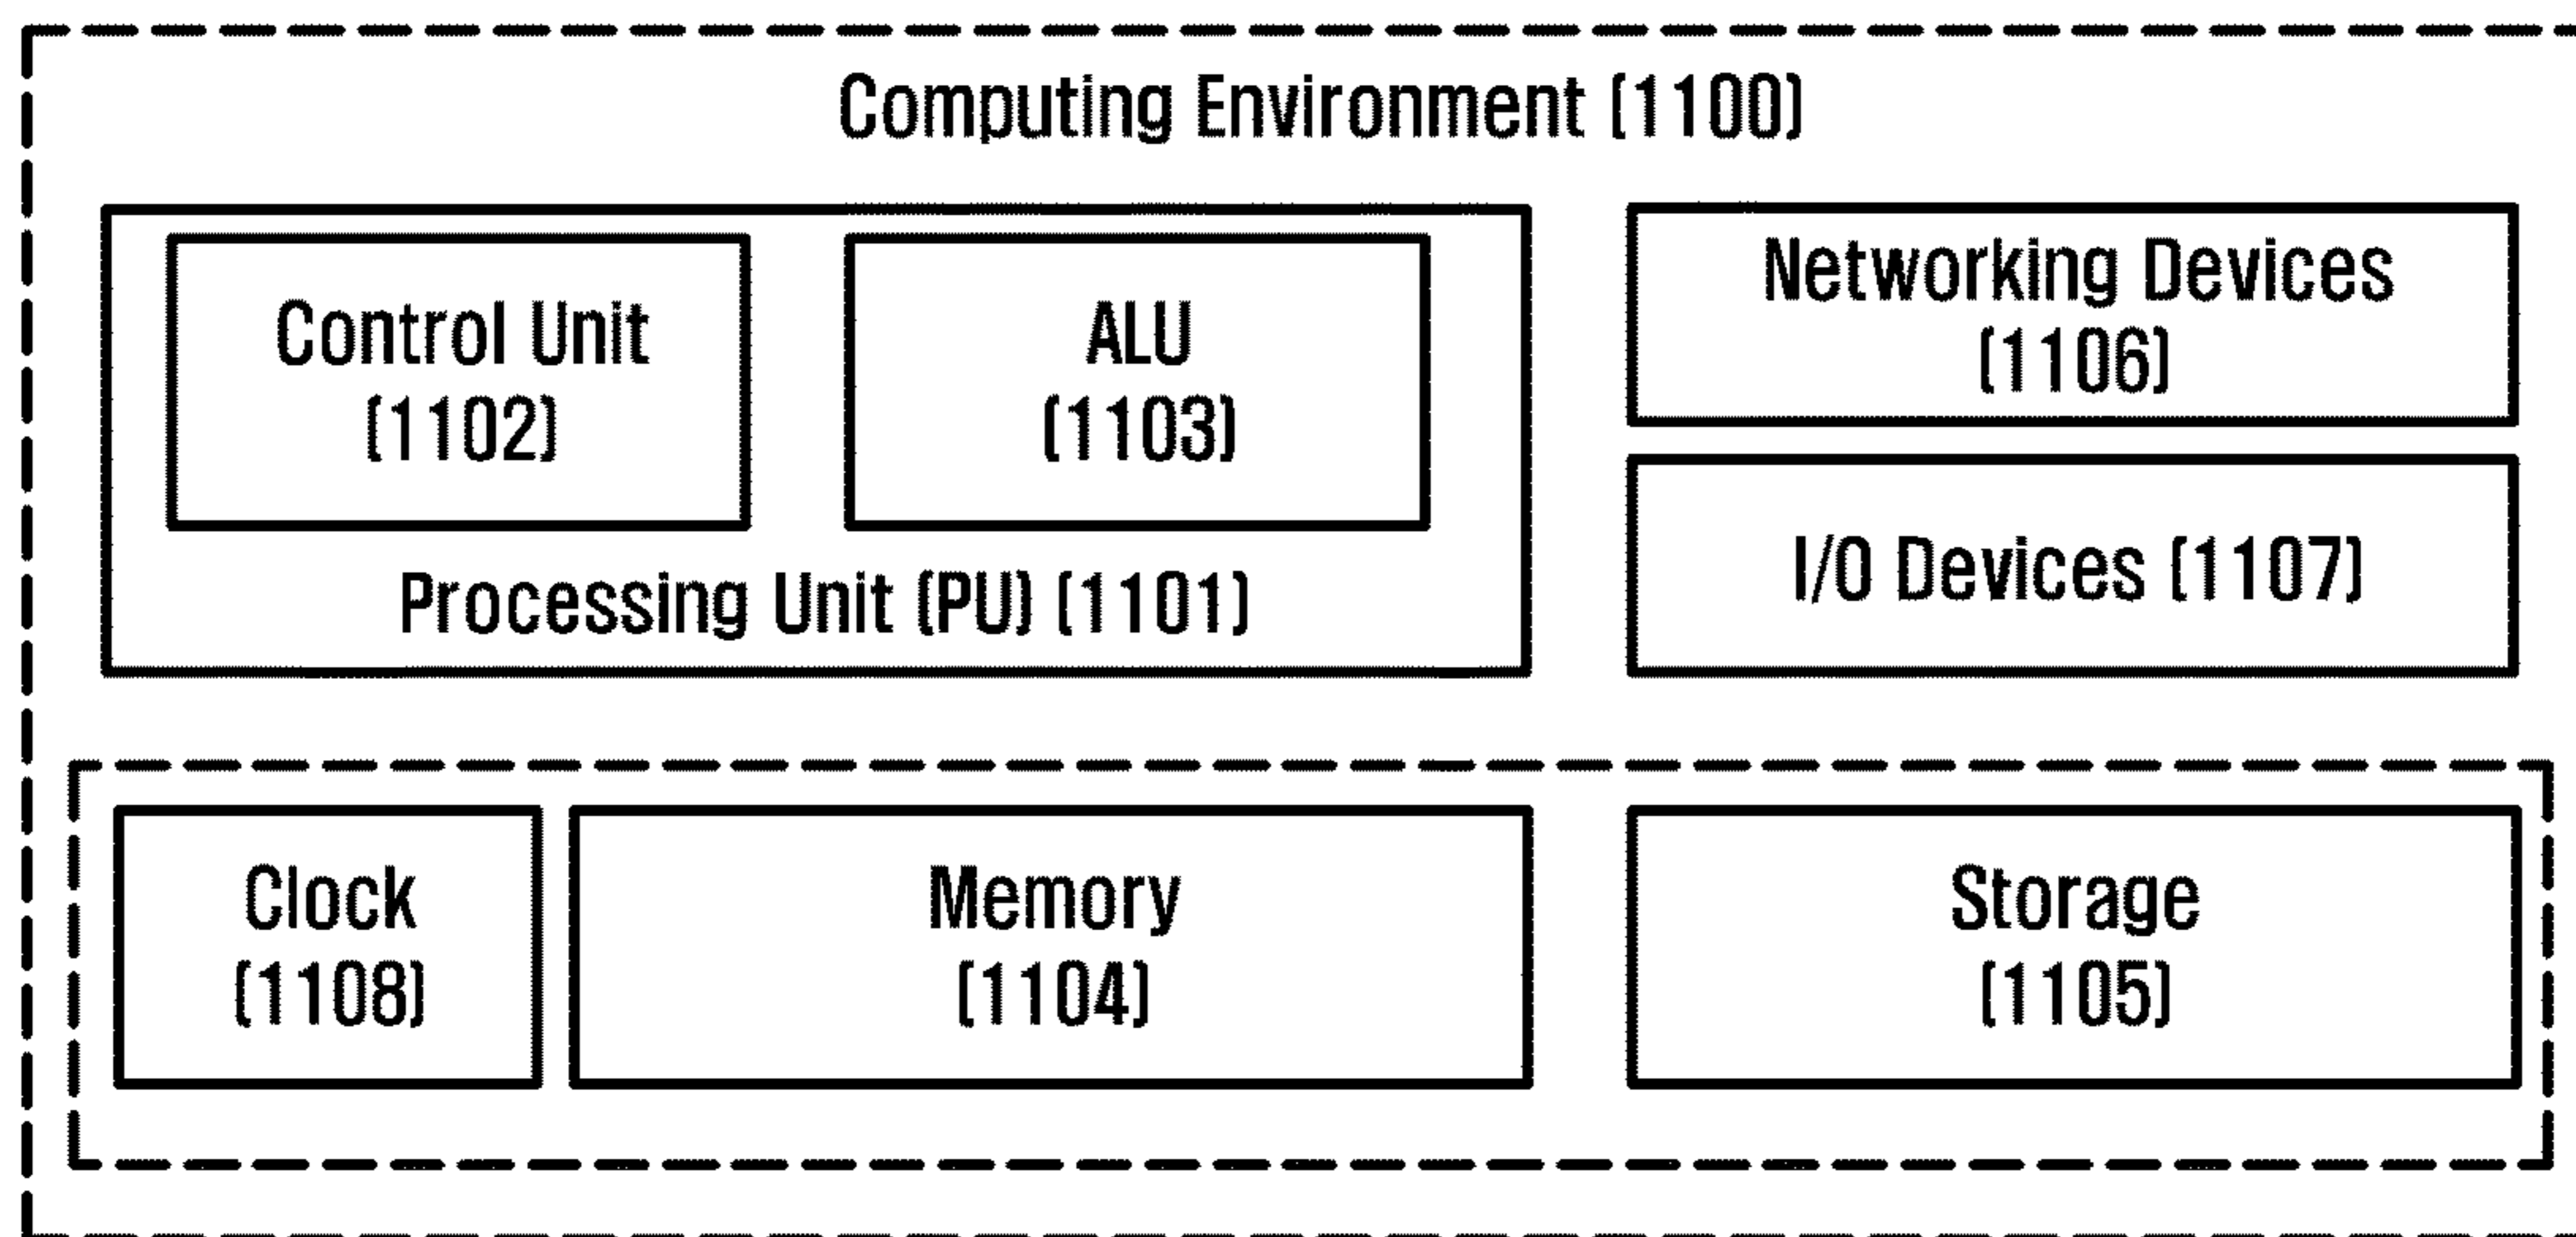 Computing Environment (1100)
Control Unit
(1102)
ALU
(1103)
Processing Unit (PU) (1101)
Networking Devices
(1106)
I/O Devices (1107)
Clock
(1108)
Memory
(1104)
Storage
(1105)